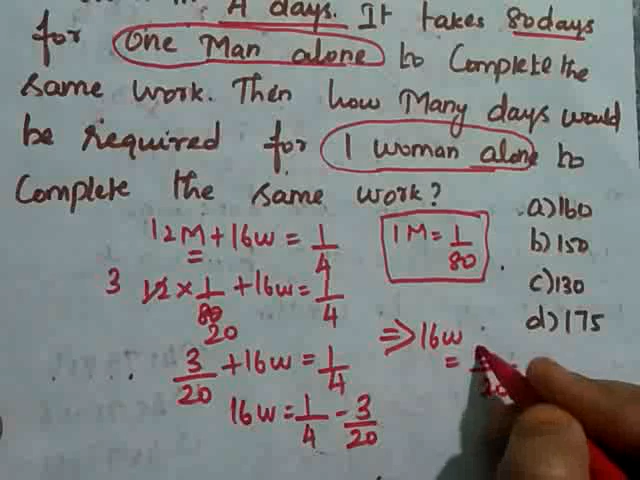 4 days. It takes 80days
for One Man alone to Complete the
same work. Then how Many days would
be required for 1 woman alone to
Complete the same work?
a) 160
b) 150
c) 130
d) 175
12M + 16w = 1/4
1M = 1/80
3 12 × 1/80 + 16w = 1/4
20
3/20 + 16w = 1/4
16w = 1/4 - 3/20
⇒ 16w
= /20